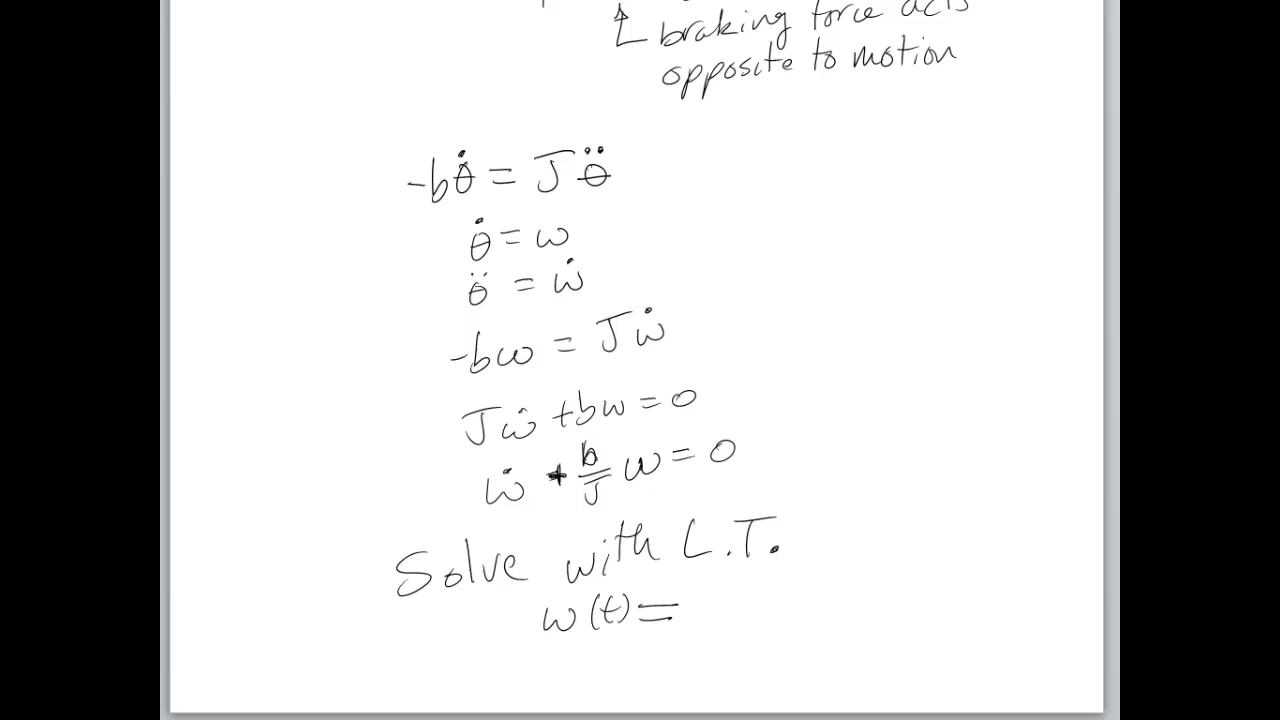 braking force acts
opposite to motion
-bθ̇ = Jθ̈
θ̇ = ω
θ̈ = ω̇
-bω = Jω̇
Jω̇ + bω = 0
ω̇ + b/J ω = 0
Solve with L.T.
ω(t) =